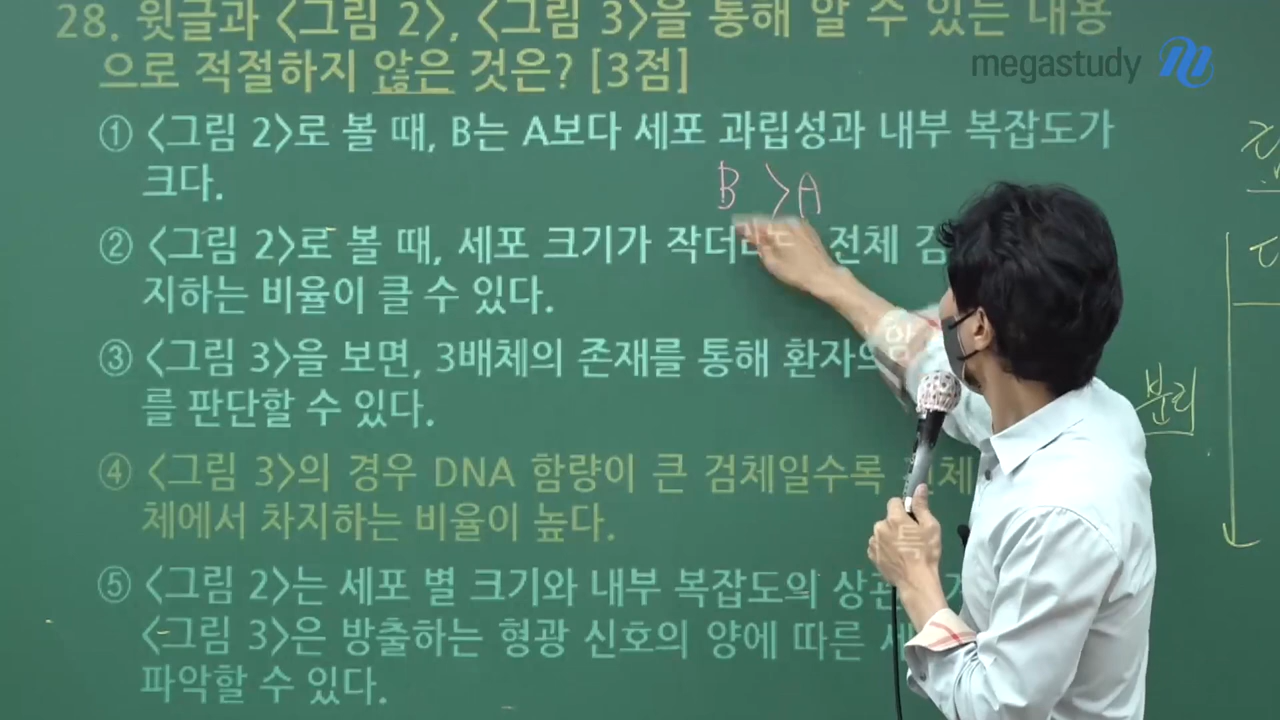 28. 윗글과 <그림 2>, <그림 3>을 통해 알 수 있는 내용
으로 적절하지 않은 것은? [3점]
megastudy
① <그림 2>로 볼 때, B는 A보다 세포 과립성과 내부 복잡도가
크다.
B > A
② <그림 2>로 볼 때, 세포 크기가 작더라도 전체
지하는 비율이 클 수 있다.
③ <그림 3>을 보면, 3배체의 존재를 통해 환자의
를 판단할 수 있다.
분리
④ <그림 3>의 경우 DNA 함량이 큰 검체일수록
체에서 차지하는 비율이 높다.
⑤ <그림 2>는 세포 별 크기와 내부 복잡도의
<그림 3>은 방출하는 형광 신호의 양에 따른
파악할 수 있다.